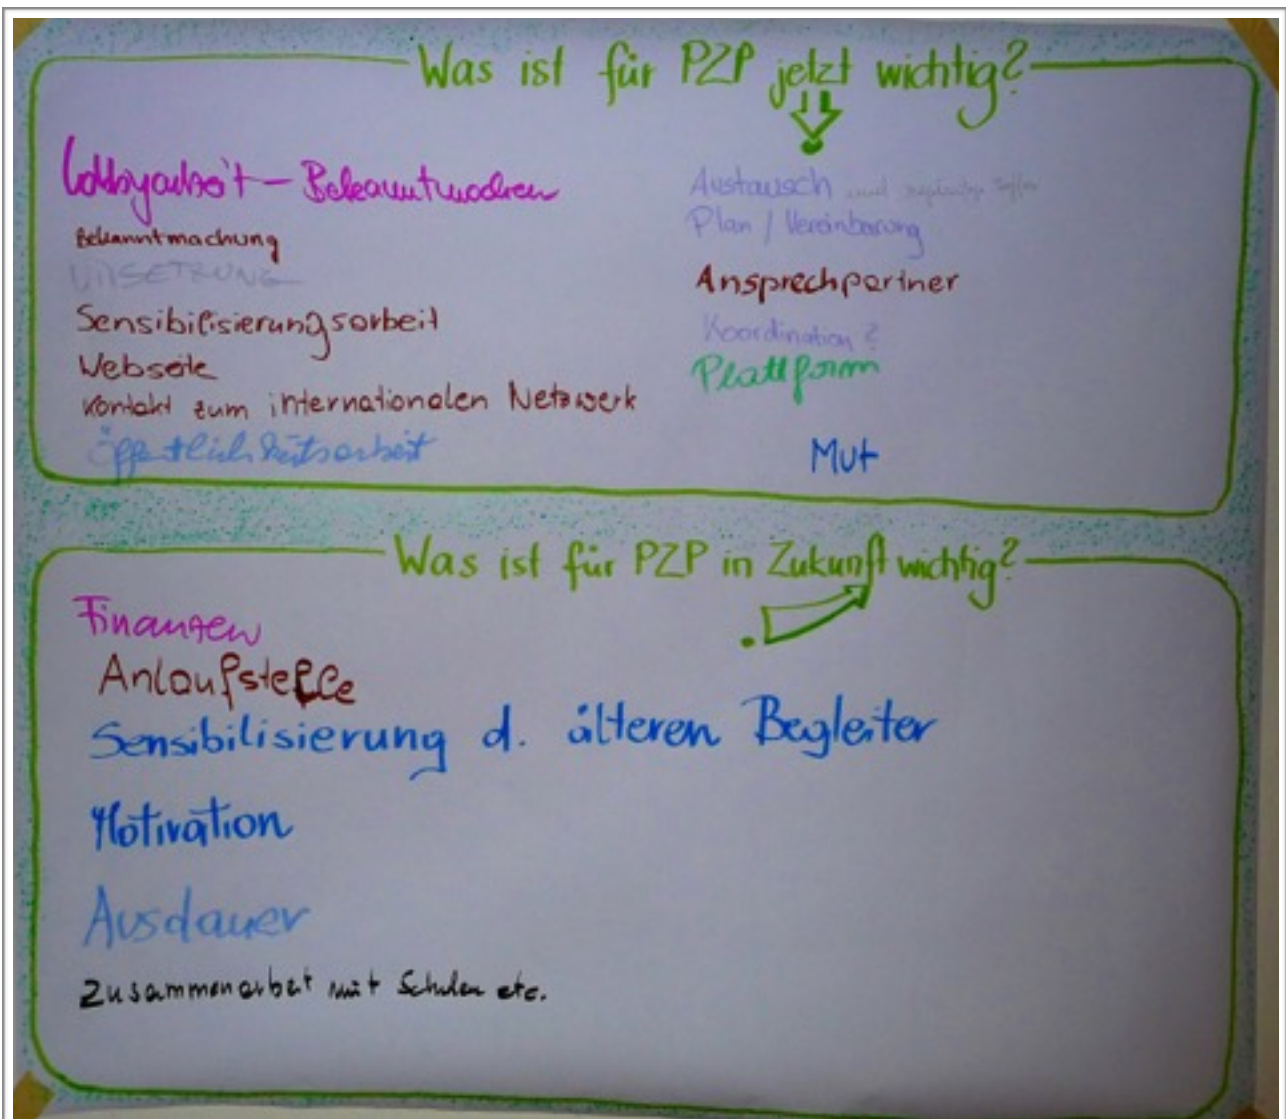 Was ist für PZP jetzt wichtig?
Lobbyarbeit - Bekanntmachen
Bekanntmachung
UMSETZUNG
Sensibilisierungsarbeit
Webseite
Kontakt zum internationalen Netzwerk
Öffentlichkeitsarbeit
Austausch und
Plan / Vereinbarung
Ansprechpartner
Koordination ?
Plattform
Mut
Was ist für PZP in Zukunft wichtig?
Finanzen
Anlaufstelle
Sensibilisierung d. älteren Begleiter
Motivation
Ausdauer
Zusammenarbeit mit Schulen etc.